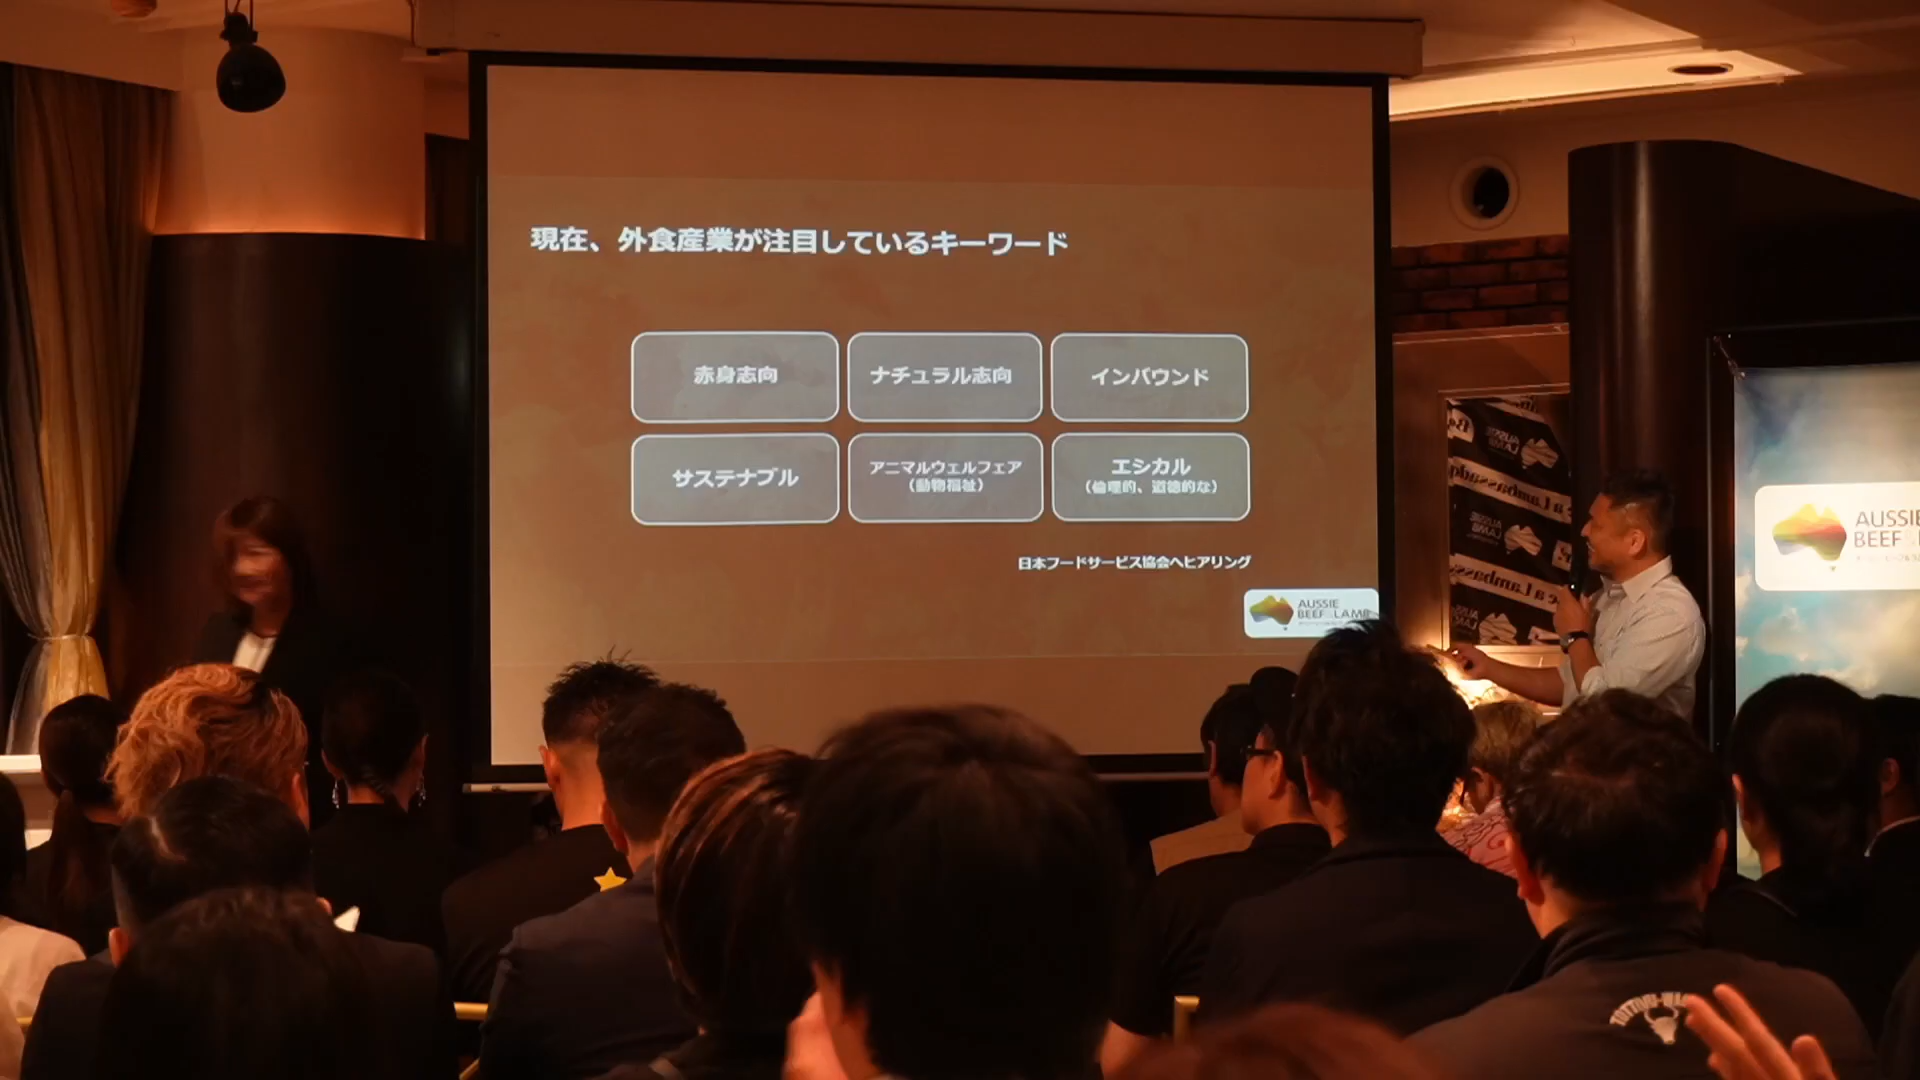 現在、外食産業が注目しているキーワード
赤身志向
ナチュラル志向
インバウンド
サステナブル
アニマルウェルフェア
（動物福祉）
エシカル
（倫理的、道徳的な）
日本フードサービス協会へヒアリング
AUSSIE
BEEF & LAMB
AUSSIE
BEEF
AUSSIE
LAMB